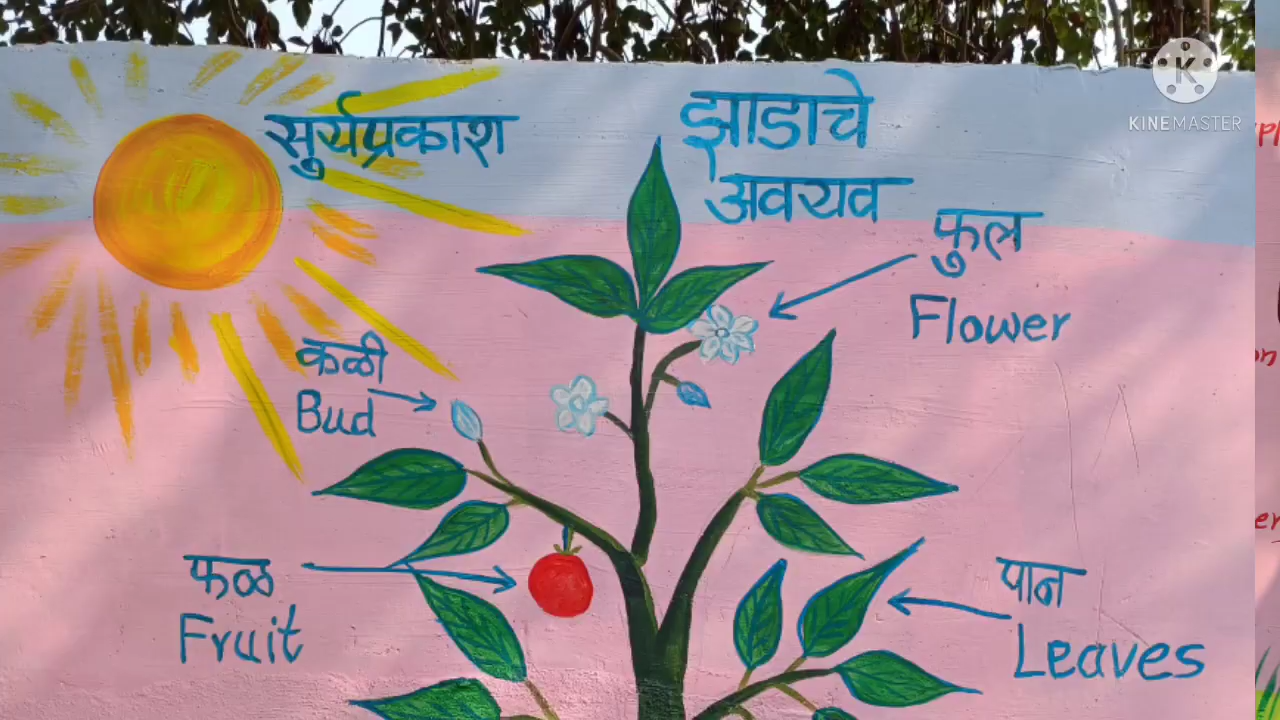 सुर्यप्रकाश
झाडाचे
अवयव
फुल
Flower
कळी
Bud
फळ
Fruit
पान
Leaves
KINEMASTER